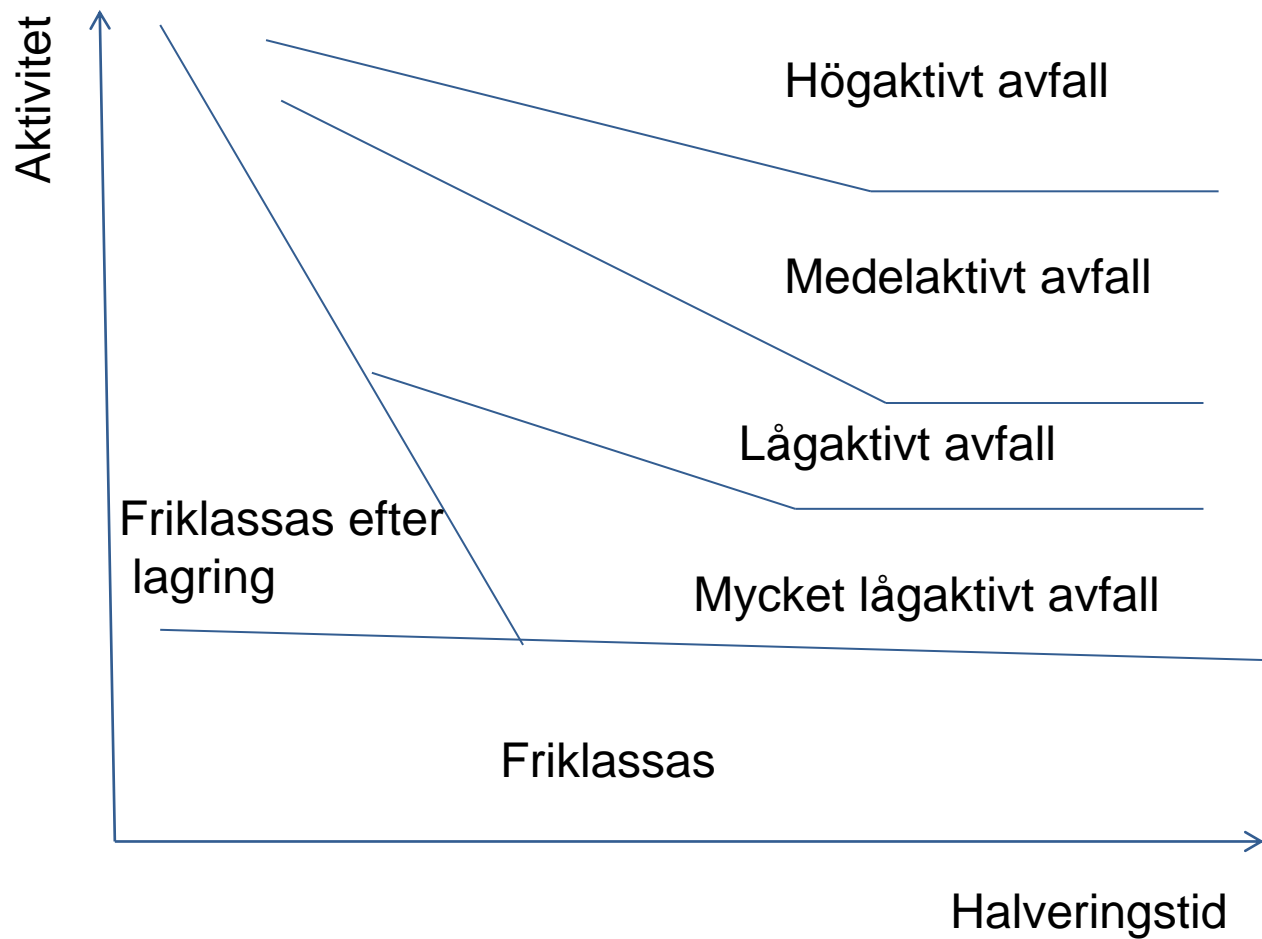 Aktivitet
Högaktivt avfall
Medelaktivt avfall
Lågaktivt avfall
Friklassas efter
lagring
Mycket lågaktivt avfall
Friklassas
Halveringstid